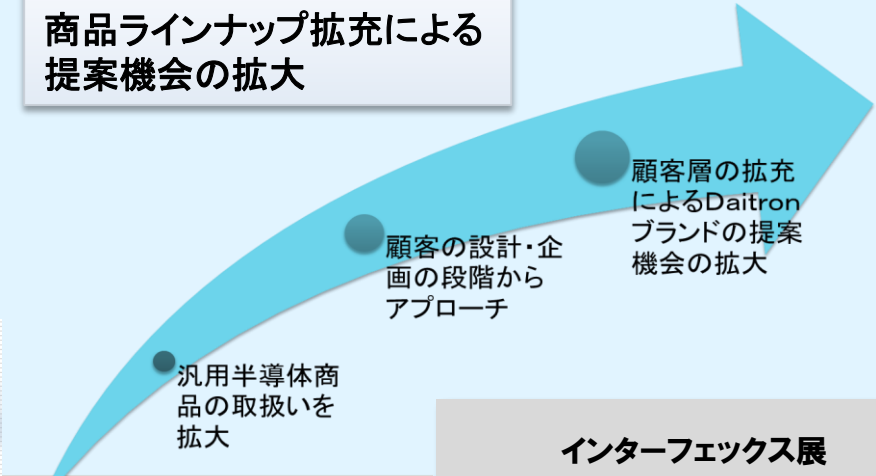 商品ラインナップ拡充による
提案機会の拡大
顧客層の拡充
によるDaitron
ブランドの提案
機会の拡大
顧客の設計・企
画の段階から
アプローチ
汎用半導体商
品の取扱いを
拡大
インターフェックス展